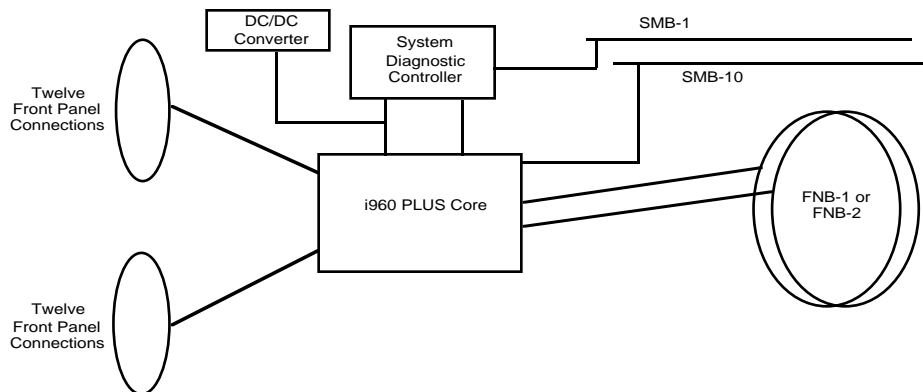 DC/DC
Converter
System
Diagnostic
Controller
SMB-1
SMB-10
Twelve
Front Panel
Connections
i960 PLUS Core
FNB-1 or
FNB-2
Twelve
Front Panel
Connections